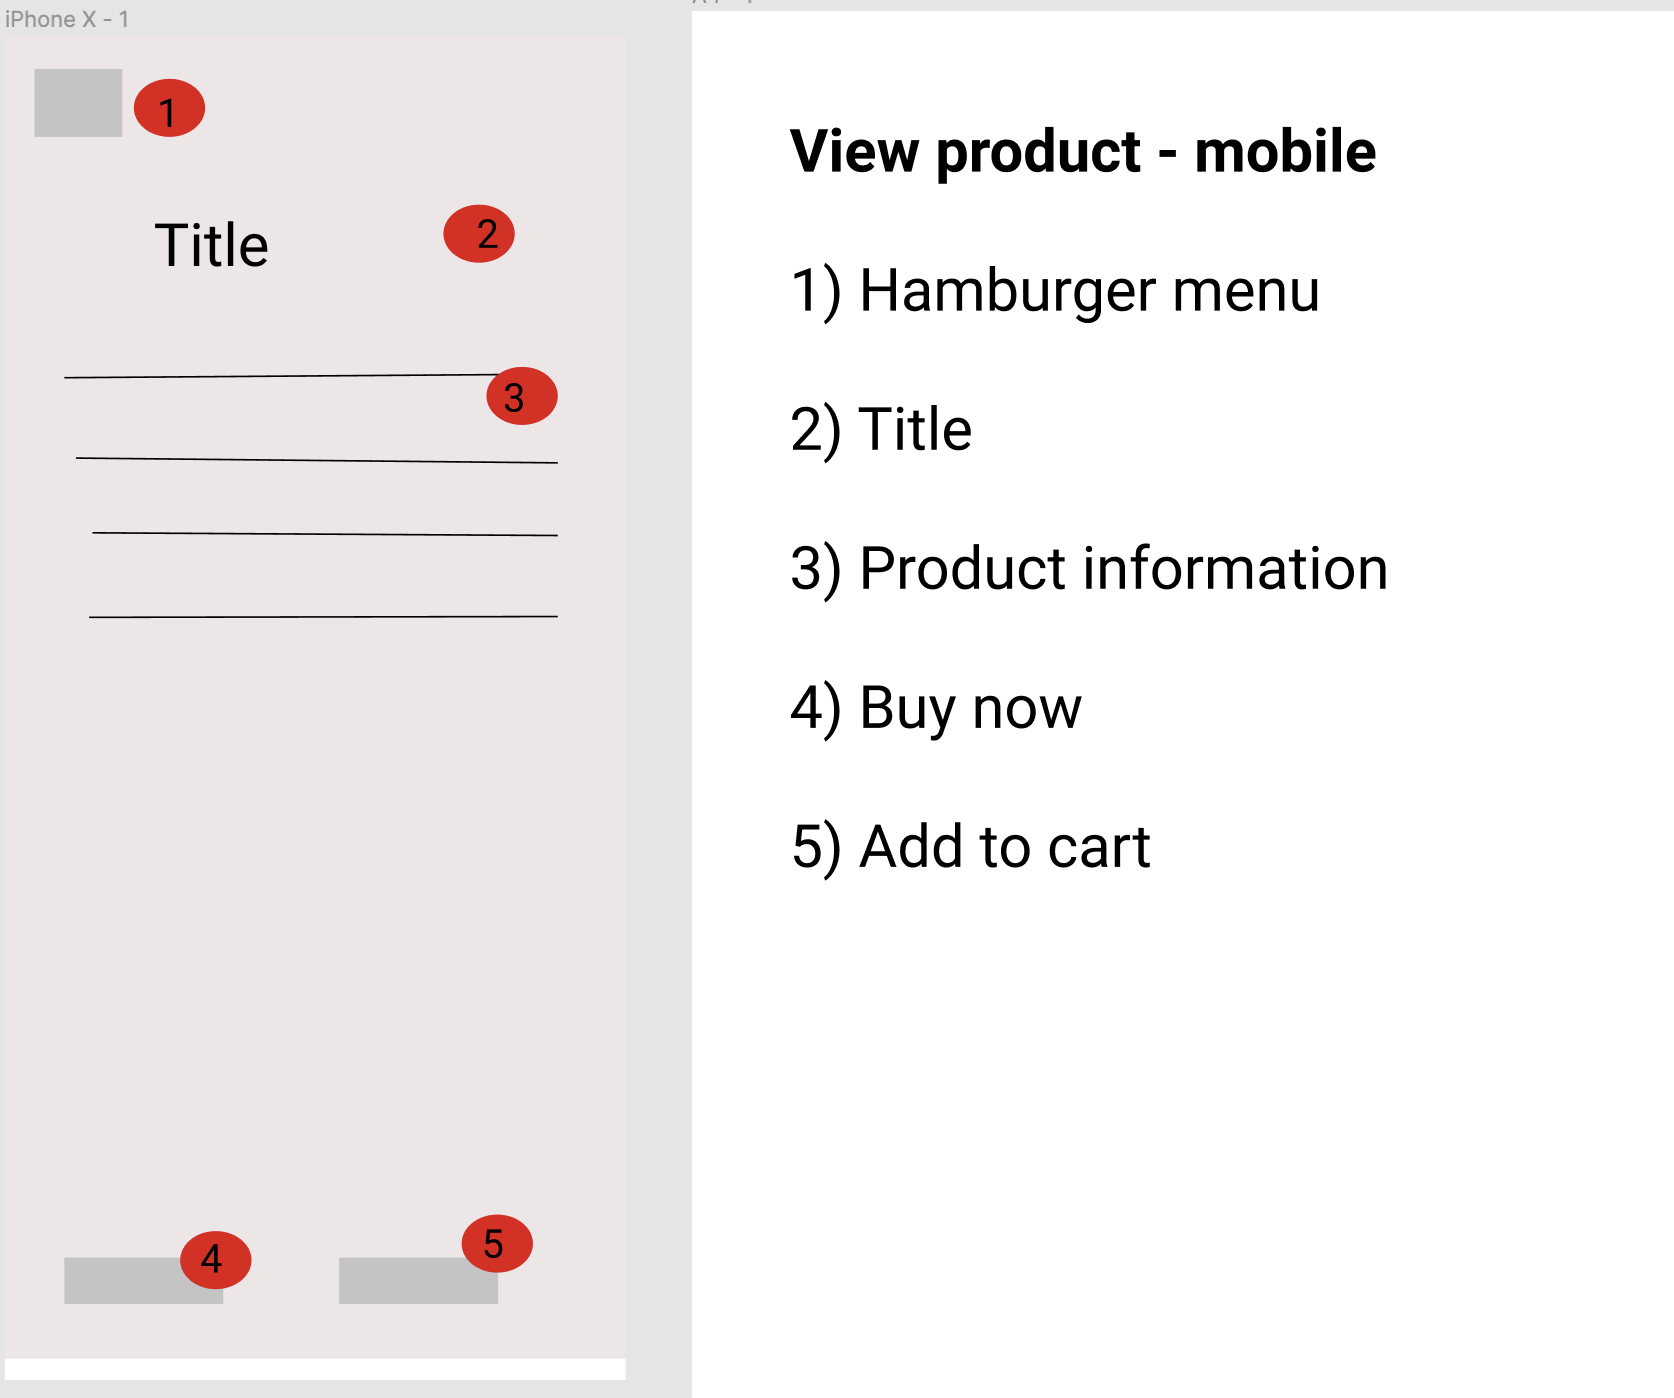 iPhone X - 1
1
Title
2
3
4
5
View product - mobile
1) Hamburger menu
2) Title
3) Product information
4) Buy now
5) Add to cart